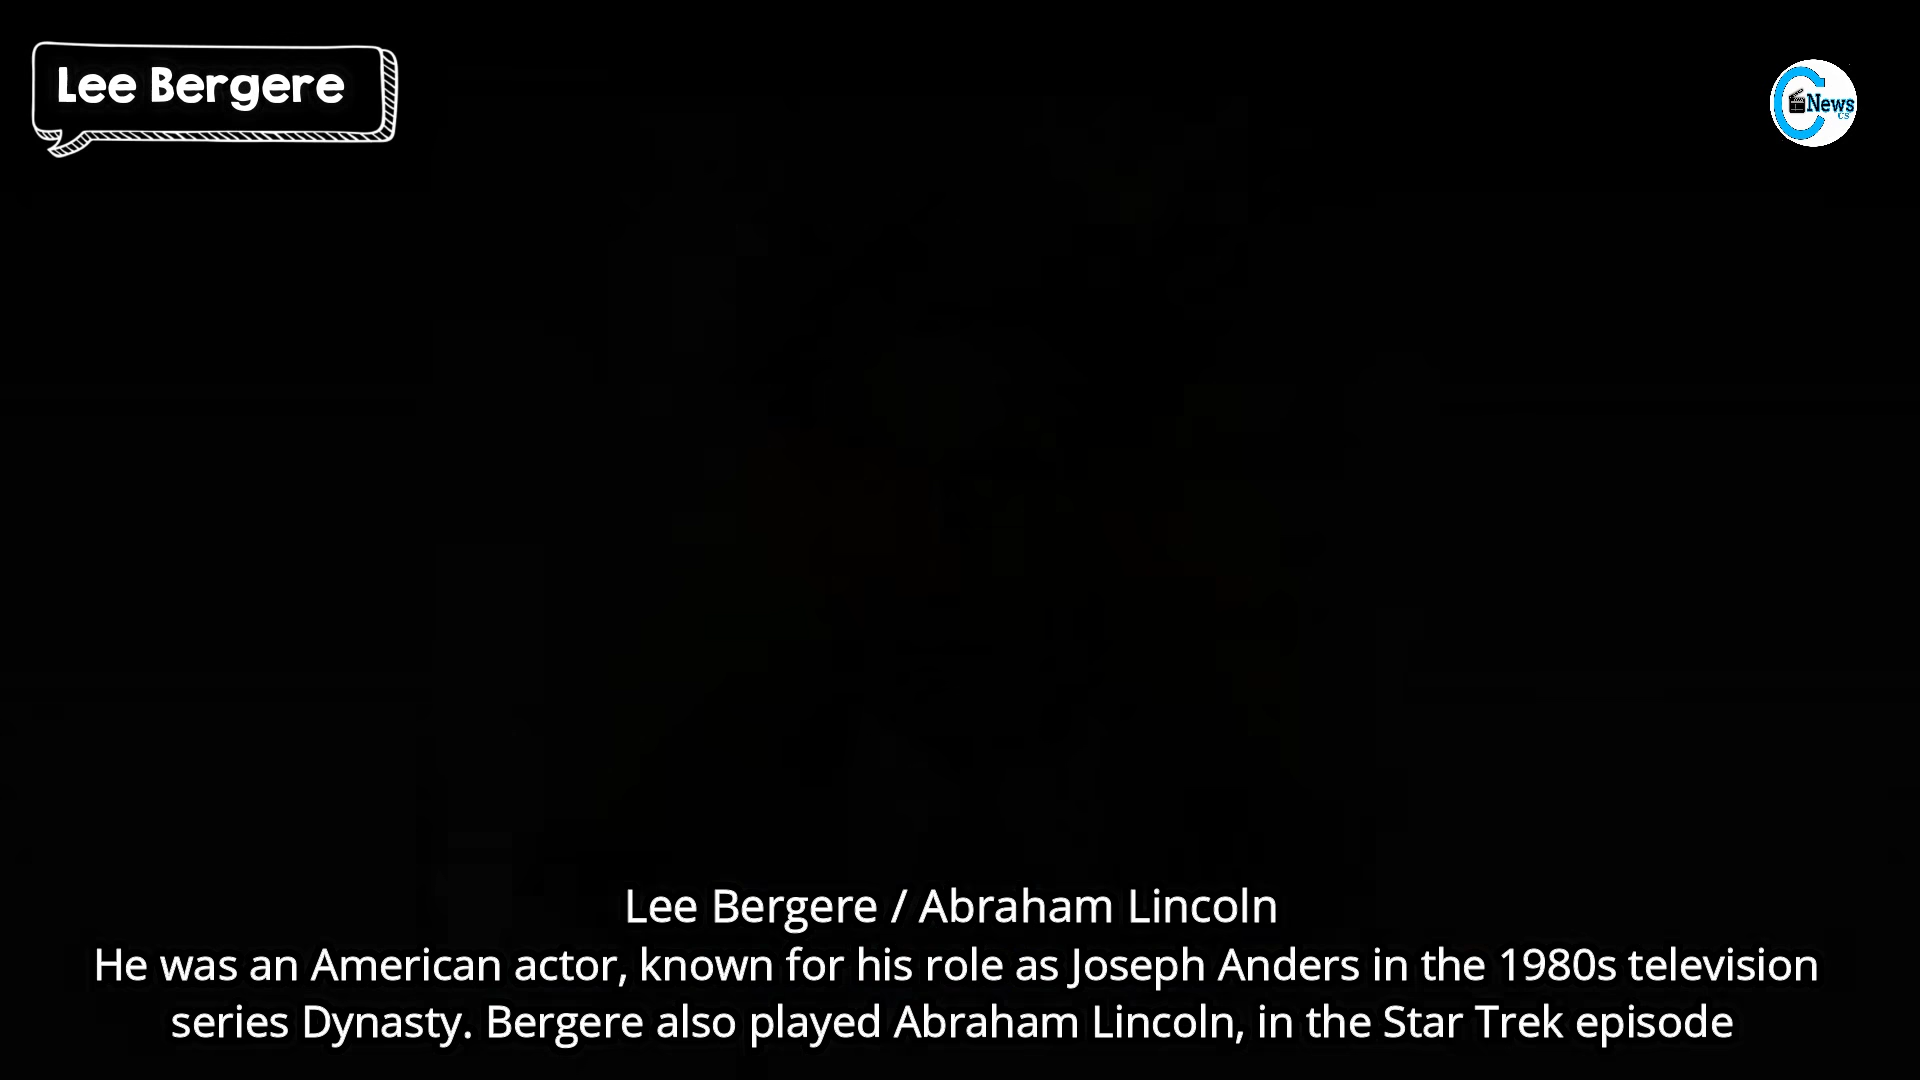 Lee Bergere
News
CS
Lee Bergere / Abraham Lincoln
He was an American actor, known for his role as Joseph Anders in the 1980s television
series Dynasty. Bergere also played Abraham Lincoln, in the Star Trek episode